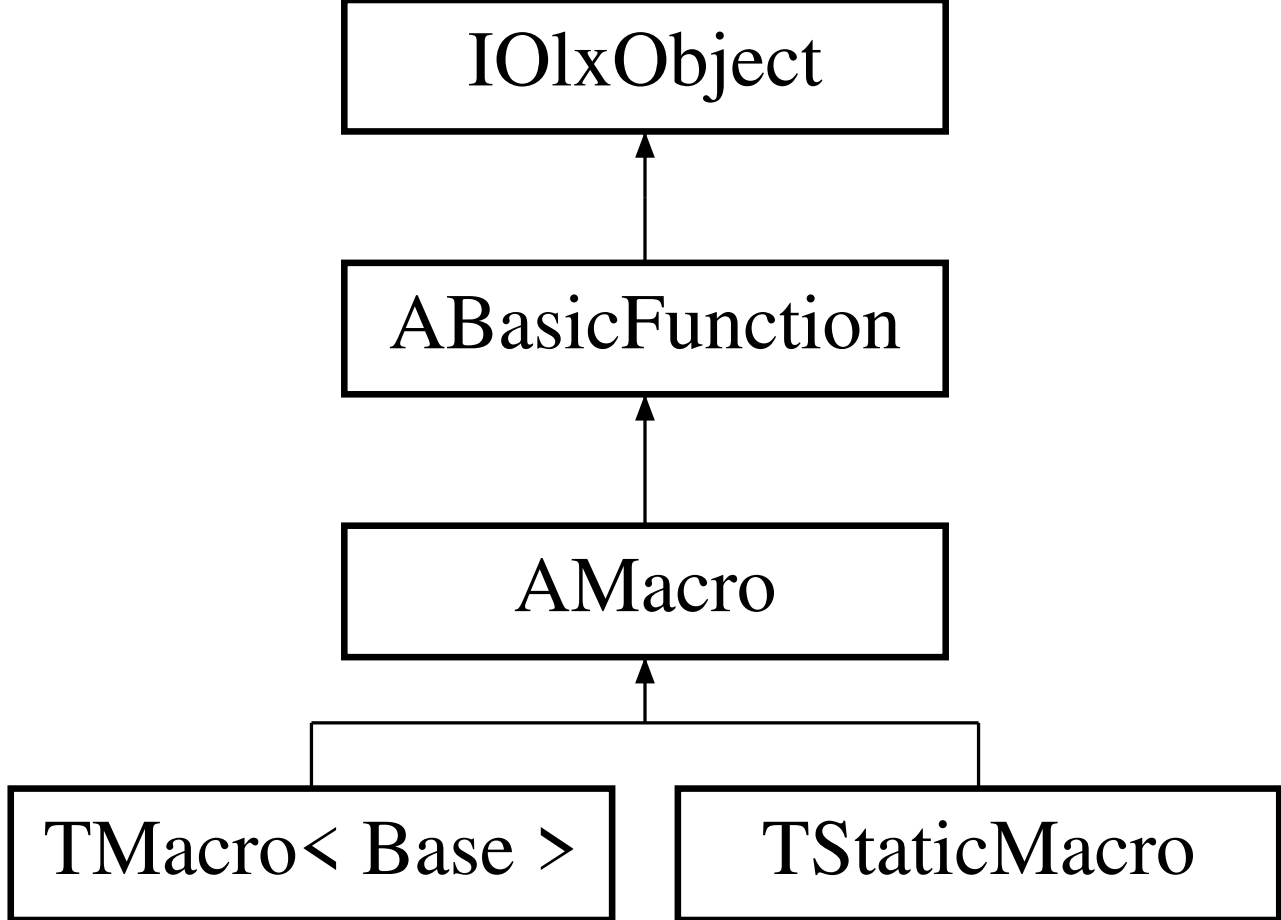 IOlxObject
ABasicFunction
AMacro
TMacro< Base >
TStaticMacro